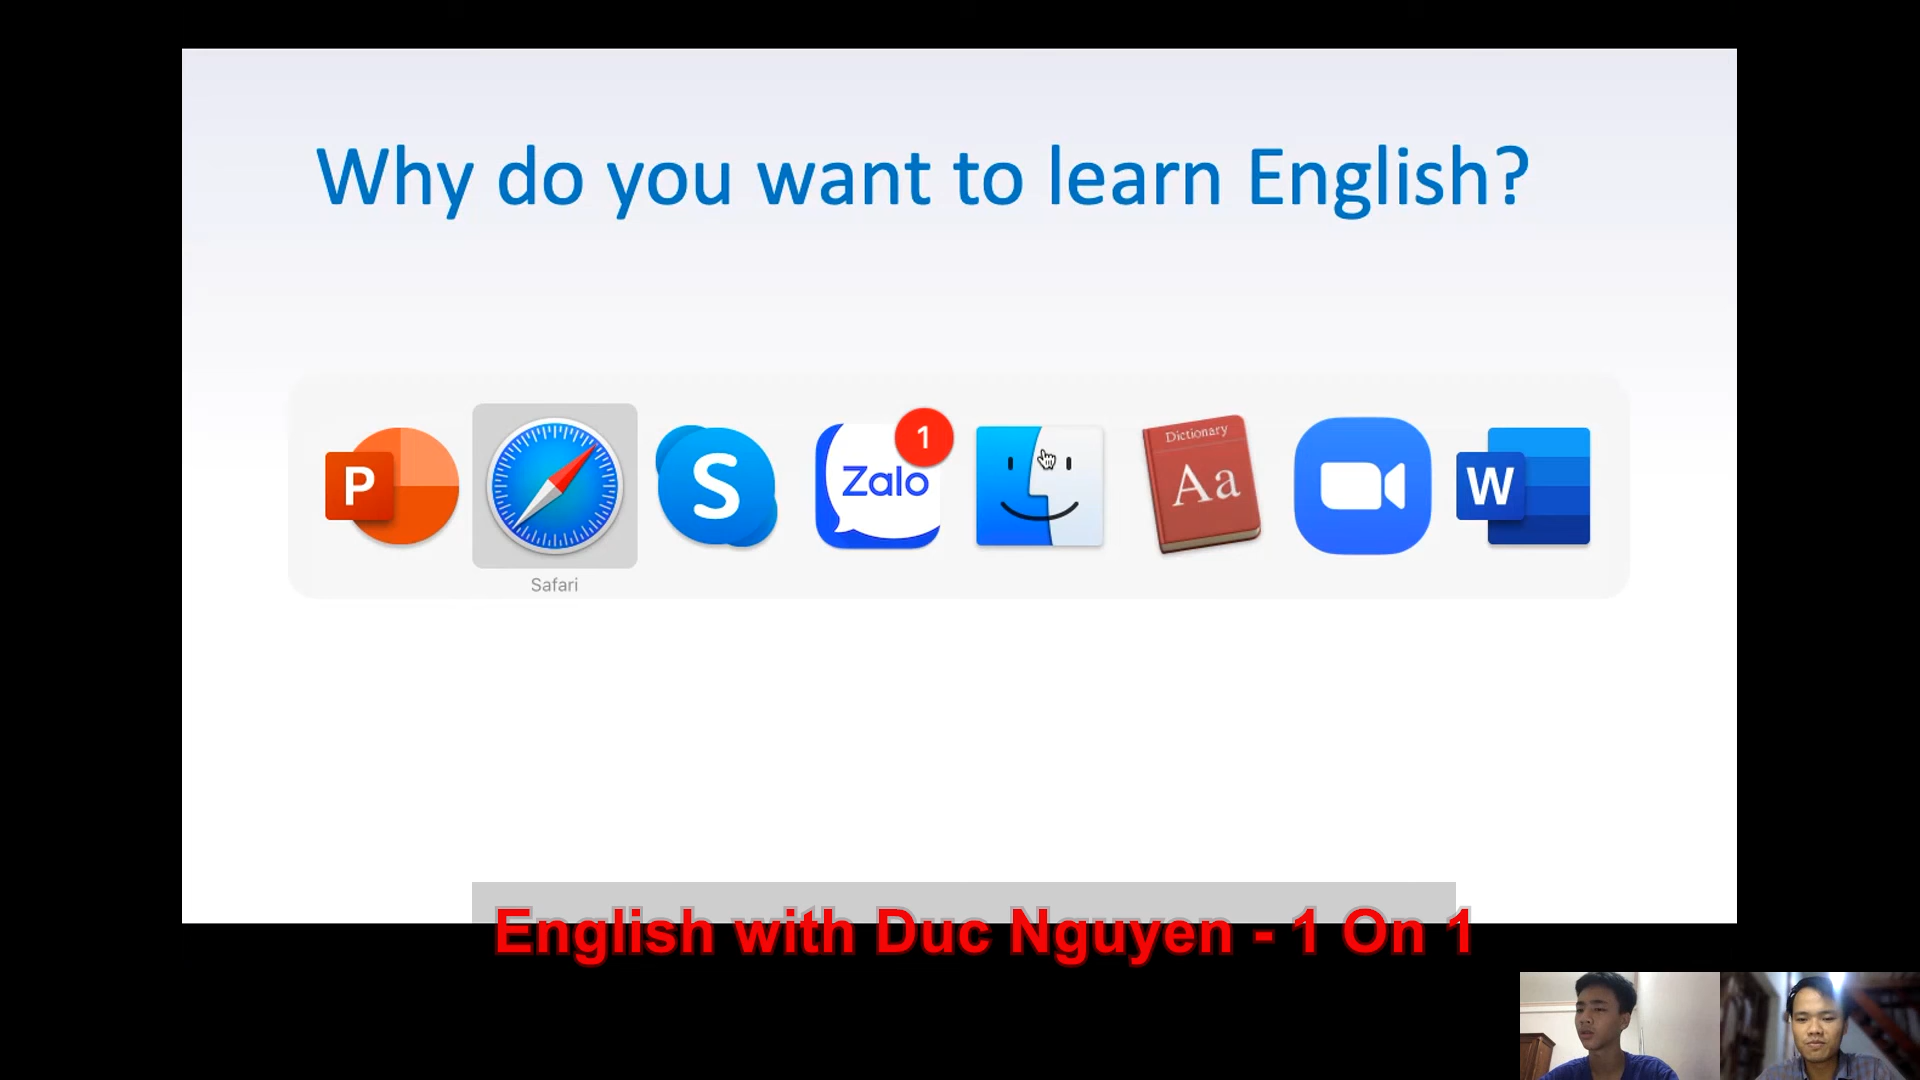 Why do you want to learn English?
P
S
Zalo
1
Dictionary
Aa
W
Safari
English with Duc Nguyen - 1 On 1